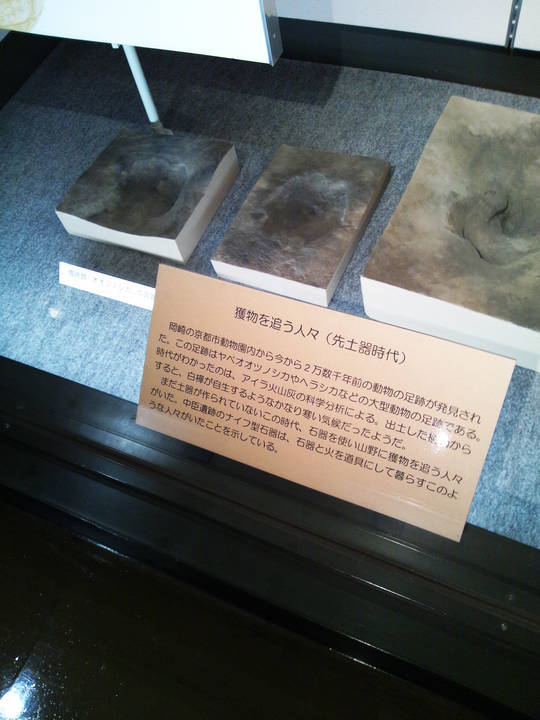 獲物を追う人々（先土器時代）
岡崎の京都市動物園内から今から２万数千年前の動物の足跡が発見され
た。この足跡はヤベオオツノシカやヘラシカなどの大型動物の足跡である。
時代がわかったのは、アイラ火山灰の科学分析による。出土した から
すると、白樺が自生するようなかなり寒い気候だったようだ。
まだ土器が作られていないこの時代、石器を使い山野に獲物を追う人々
がいた。中臣遺跡のナイフ型石器は、石器と火を道具にして暮らすこのよ
うな人々がいたことを示している。
オオツノシカ